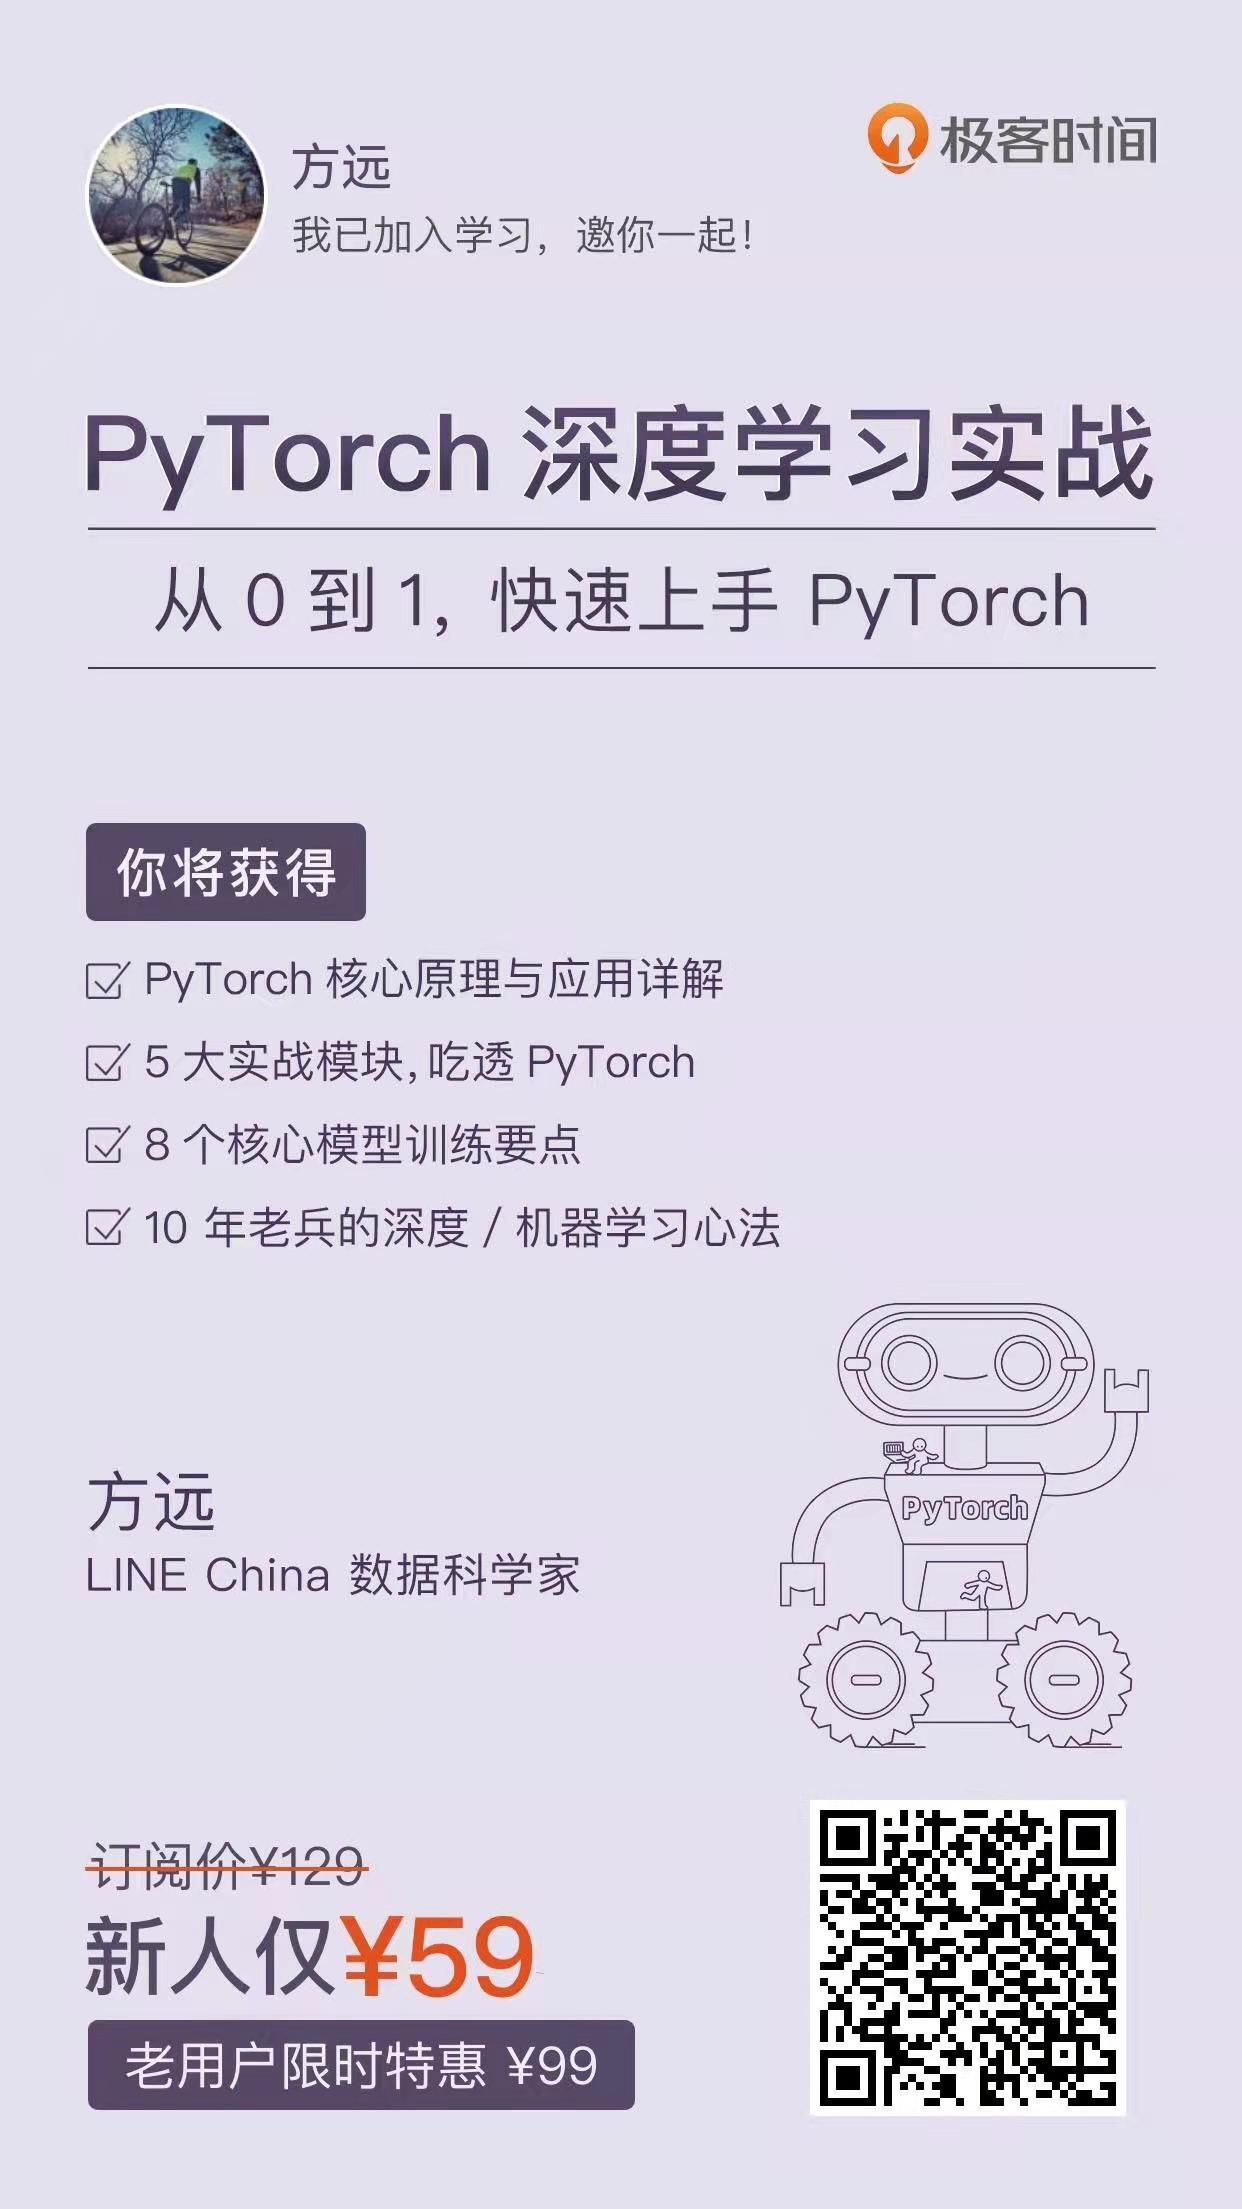 方远
极客时间
我已加入学习，邀你一起！
PyTorch 深度学习实战
从 0 到 1，快速上手 PyTorch
你将获得
PyTorch 核心原理与应用详解
5 大实战模块，吃透 PyTorch
8 个核心模型训练要点
10 年老兵的深度 / 机器学习心法
PyTorch
方远
LINE China 数据科学家
订阅价¥129
新人仅¥59
老用户限时特惠 ¥99